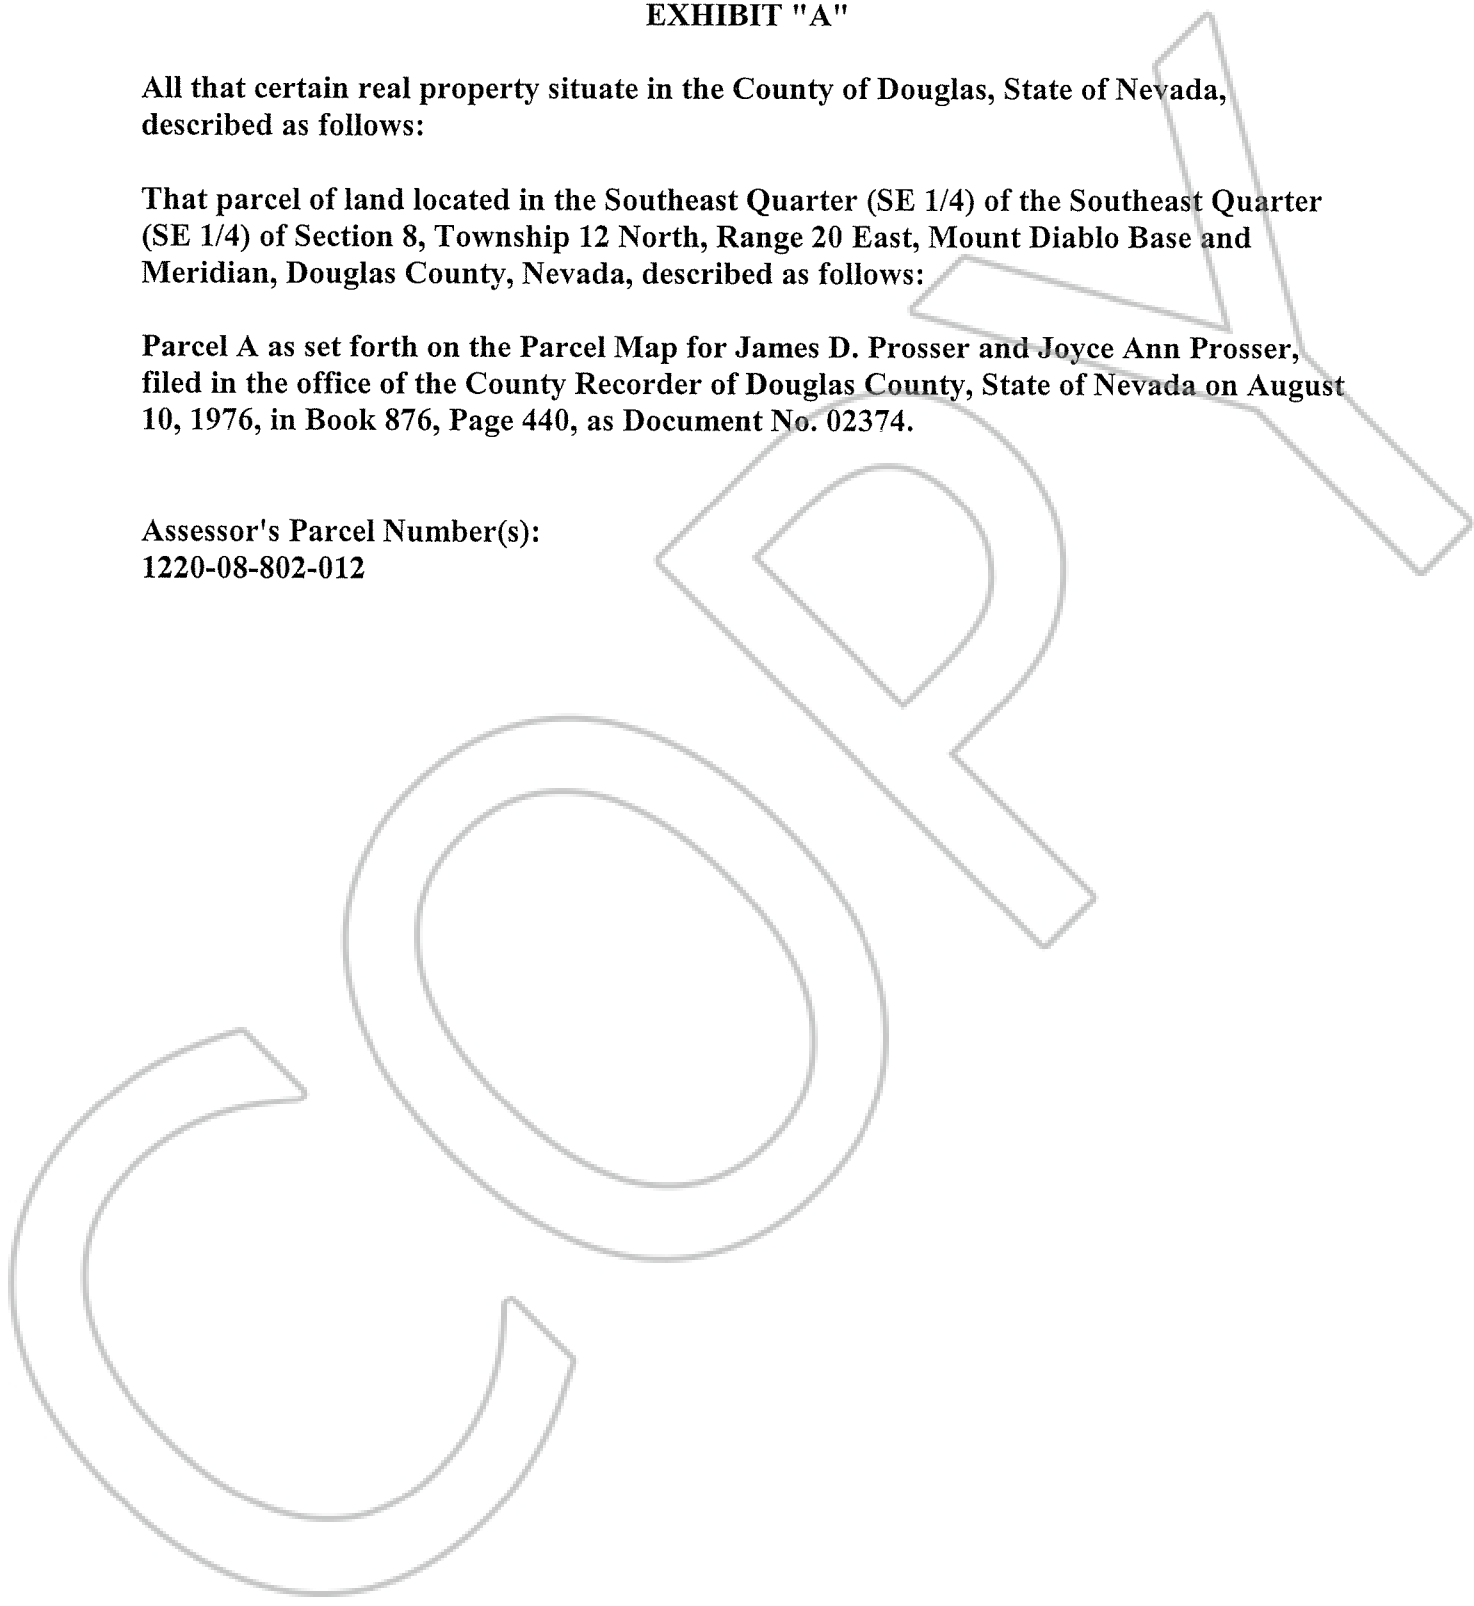 EXHIBIT "A"
All that certain real property situate in the County of Douglas, State of Nevada,
described as follows:
That parcel of land located in the Southeast Quarter (SE 1/4) of the Southeast Quarter
(SE 1/4) of Section 8, Township 12 North, Range 20 East, Mount Diablo Base and
Meridian, Douglas County, Nevada, described as follows:
Parcel A as set forth on the Parcel Map for James D. Prosser and Joyce Ann Prosser,
filed in the office of the County Recorder of Douglas County, State of Nevada on August
10, 1976, in Book 876, Page 440, as Document No. 02374.
Assessor's Parcel Number(s):
1220-08-802-012
COPY